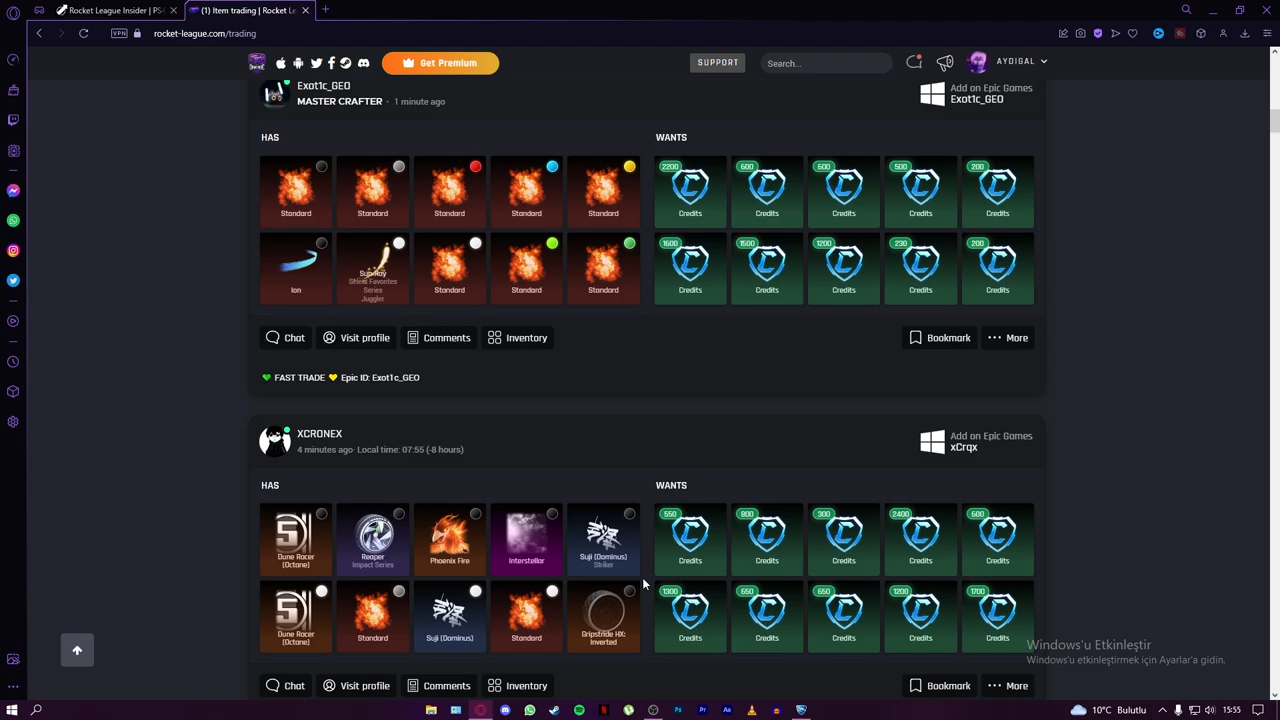 Rocket League Insider | PS4
(1) Item trading | Rocket Le
VPN
rocket-league.com/trading
Get Premium
SUPPORT
Search...
AYDIGAL
Exot1c_GEO
MASTER CRAFTER • 1 minute ago
Add on Epic Games
Exot1c_GEO
HAS
WANTS
2200 600 600 500 200
Standard Standard Standard Standard Standard Credits Credits Credits Credits Credits
1600 1500 1200 230 200
Ion Sun Ray Standard Standard Standard Credits Credits Credits Credits Credits
Series
Juggler
Chat Visit profile Comments Inventory Bookmark More
FAST TRADE Epic ID: Exot1c_GEO
XCRONEX
4 minutes ago · Local time: 07:55 (-8 hours)
Add on Epic Games
xCrqx
HAS
WANTS
550 800 300 2400 600
Dune Racer [Octane] Reaper Impact Series Phoenix Fire Interstellar Suji [Dominus] Striker Credits Credits Credits Credits Credits
1300 550 650 1200 1700
Dune Racer [Octane] Standard Suji [Dominus] Standard Gripstride HX: Inverted Credits Credits Credits Credits Credits
Windows'u Etkinleştir
Windows'u etkinleştirmek için Ayarlar'a gidin.
Chat Visit profile Comments Inventory Bookmark More
10°C Bulutlu
15:55